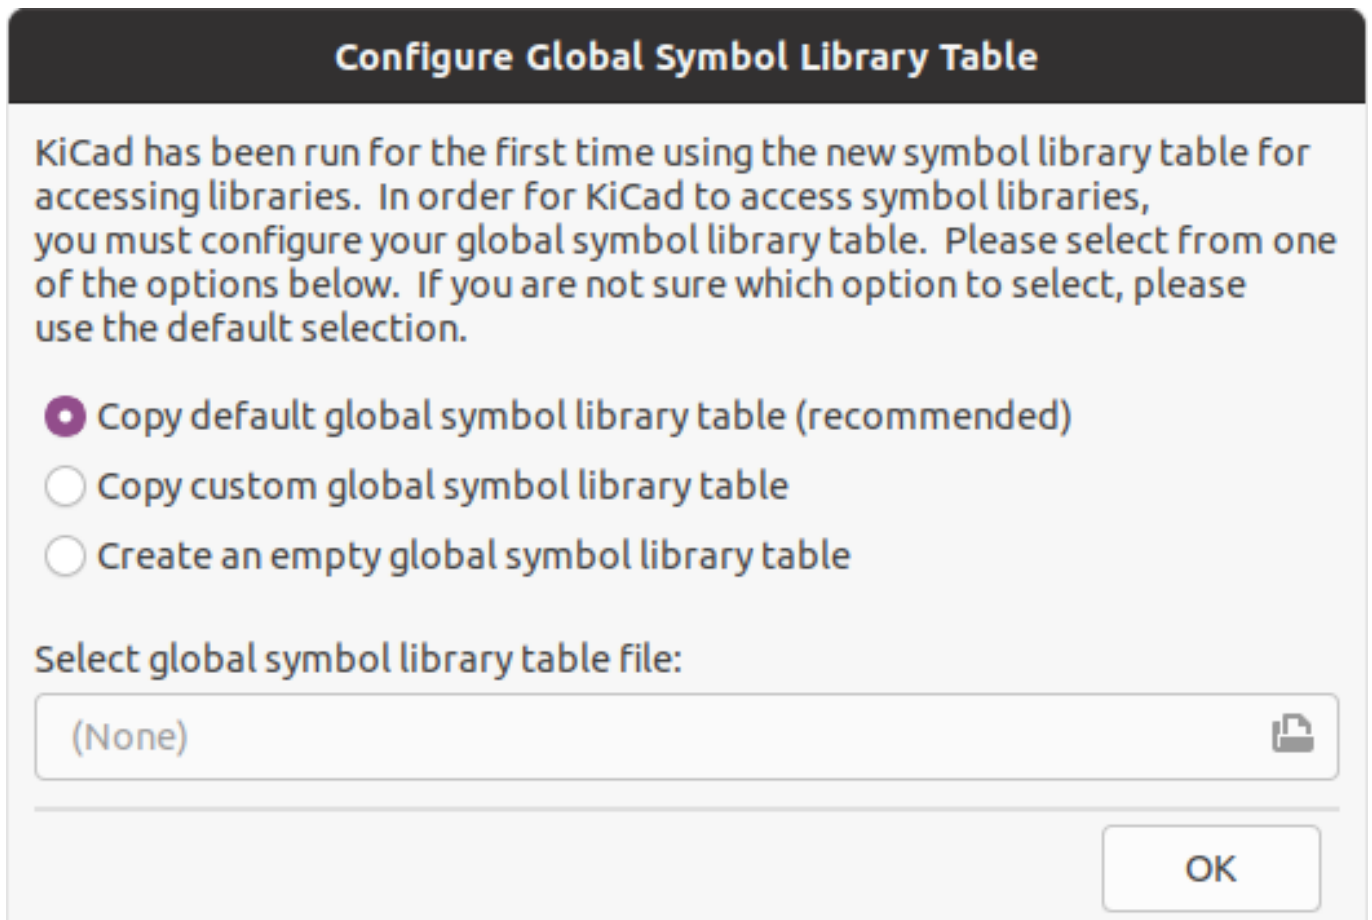 Configure Global Symbol Library Table
KiCad has been run for the first time using the new symbol library table for
accessing libraries.  In order for KiCad to access symbol libraries,
you must configure your global symbol library table.  Please select from one
of the options below.  If you are not sure which option to select, please
use the default selection.
Copy default global symbol library table (recommended)
Copy custom global symbol library table
Create an empty global symbol library table
Select global symbol library table file:
(None)
OK